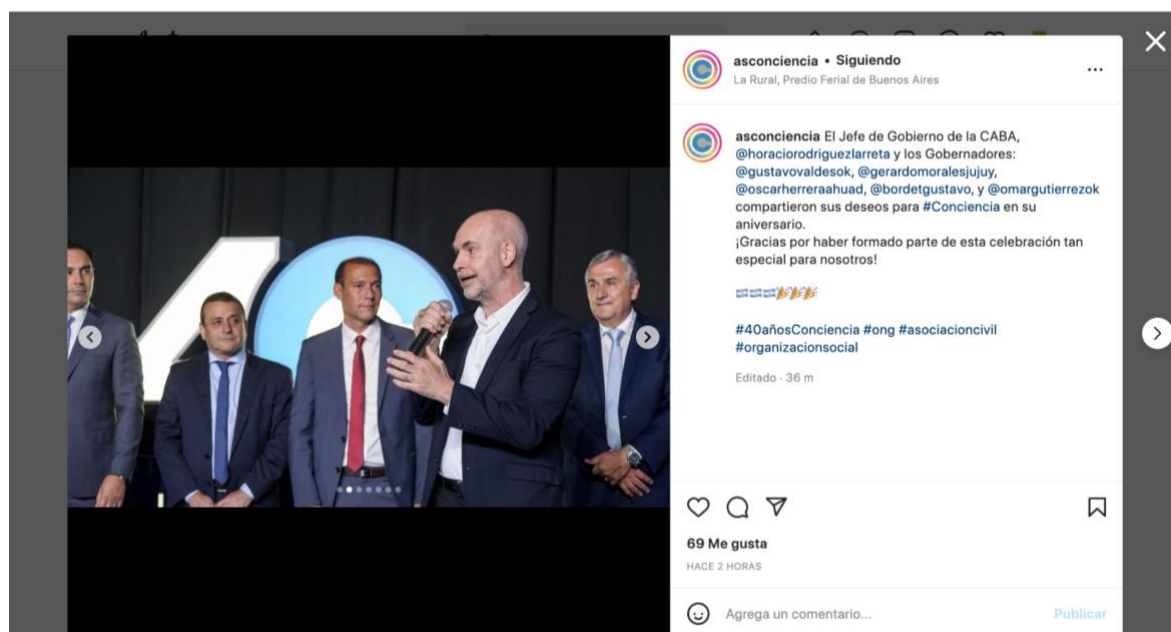 asconciencia • Siguiendo
La Rural, Predio Ferial de Buenos Aires
asconciencia El Jefe de Gobierno de la CABA,
@horaciorodriguezlarreta y los Gobernadores:
@gustavovaldesok, @gerardomoralesjujuy,
@oscarherreraahuad, @bordetgustavo, y @omargutierrezok
compartieron sus deseos para #Conciencia en su
aniversario.
¡Gracias por haber formado parte de esta celebración tan
especial para nosotros!
#40añosConciencia #ong #asociacioncivil
#organizacionsocial
Editado · 36 m
69 Me gusta
HACE 2 HORAS
Agrega un comentario...
Publicar
40